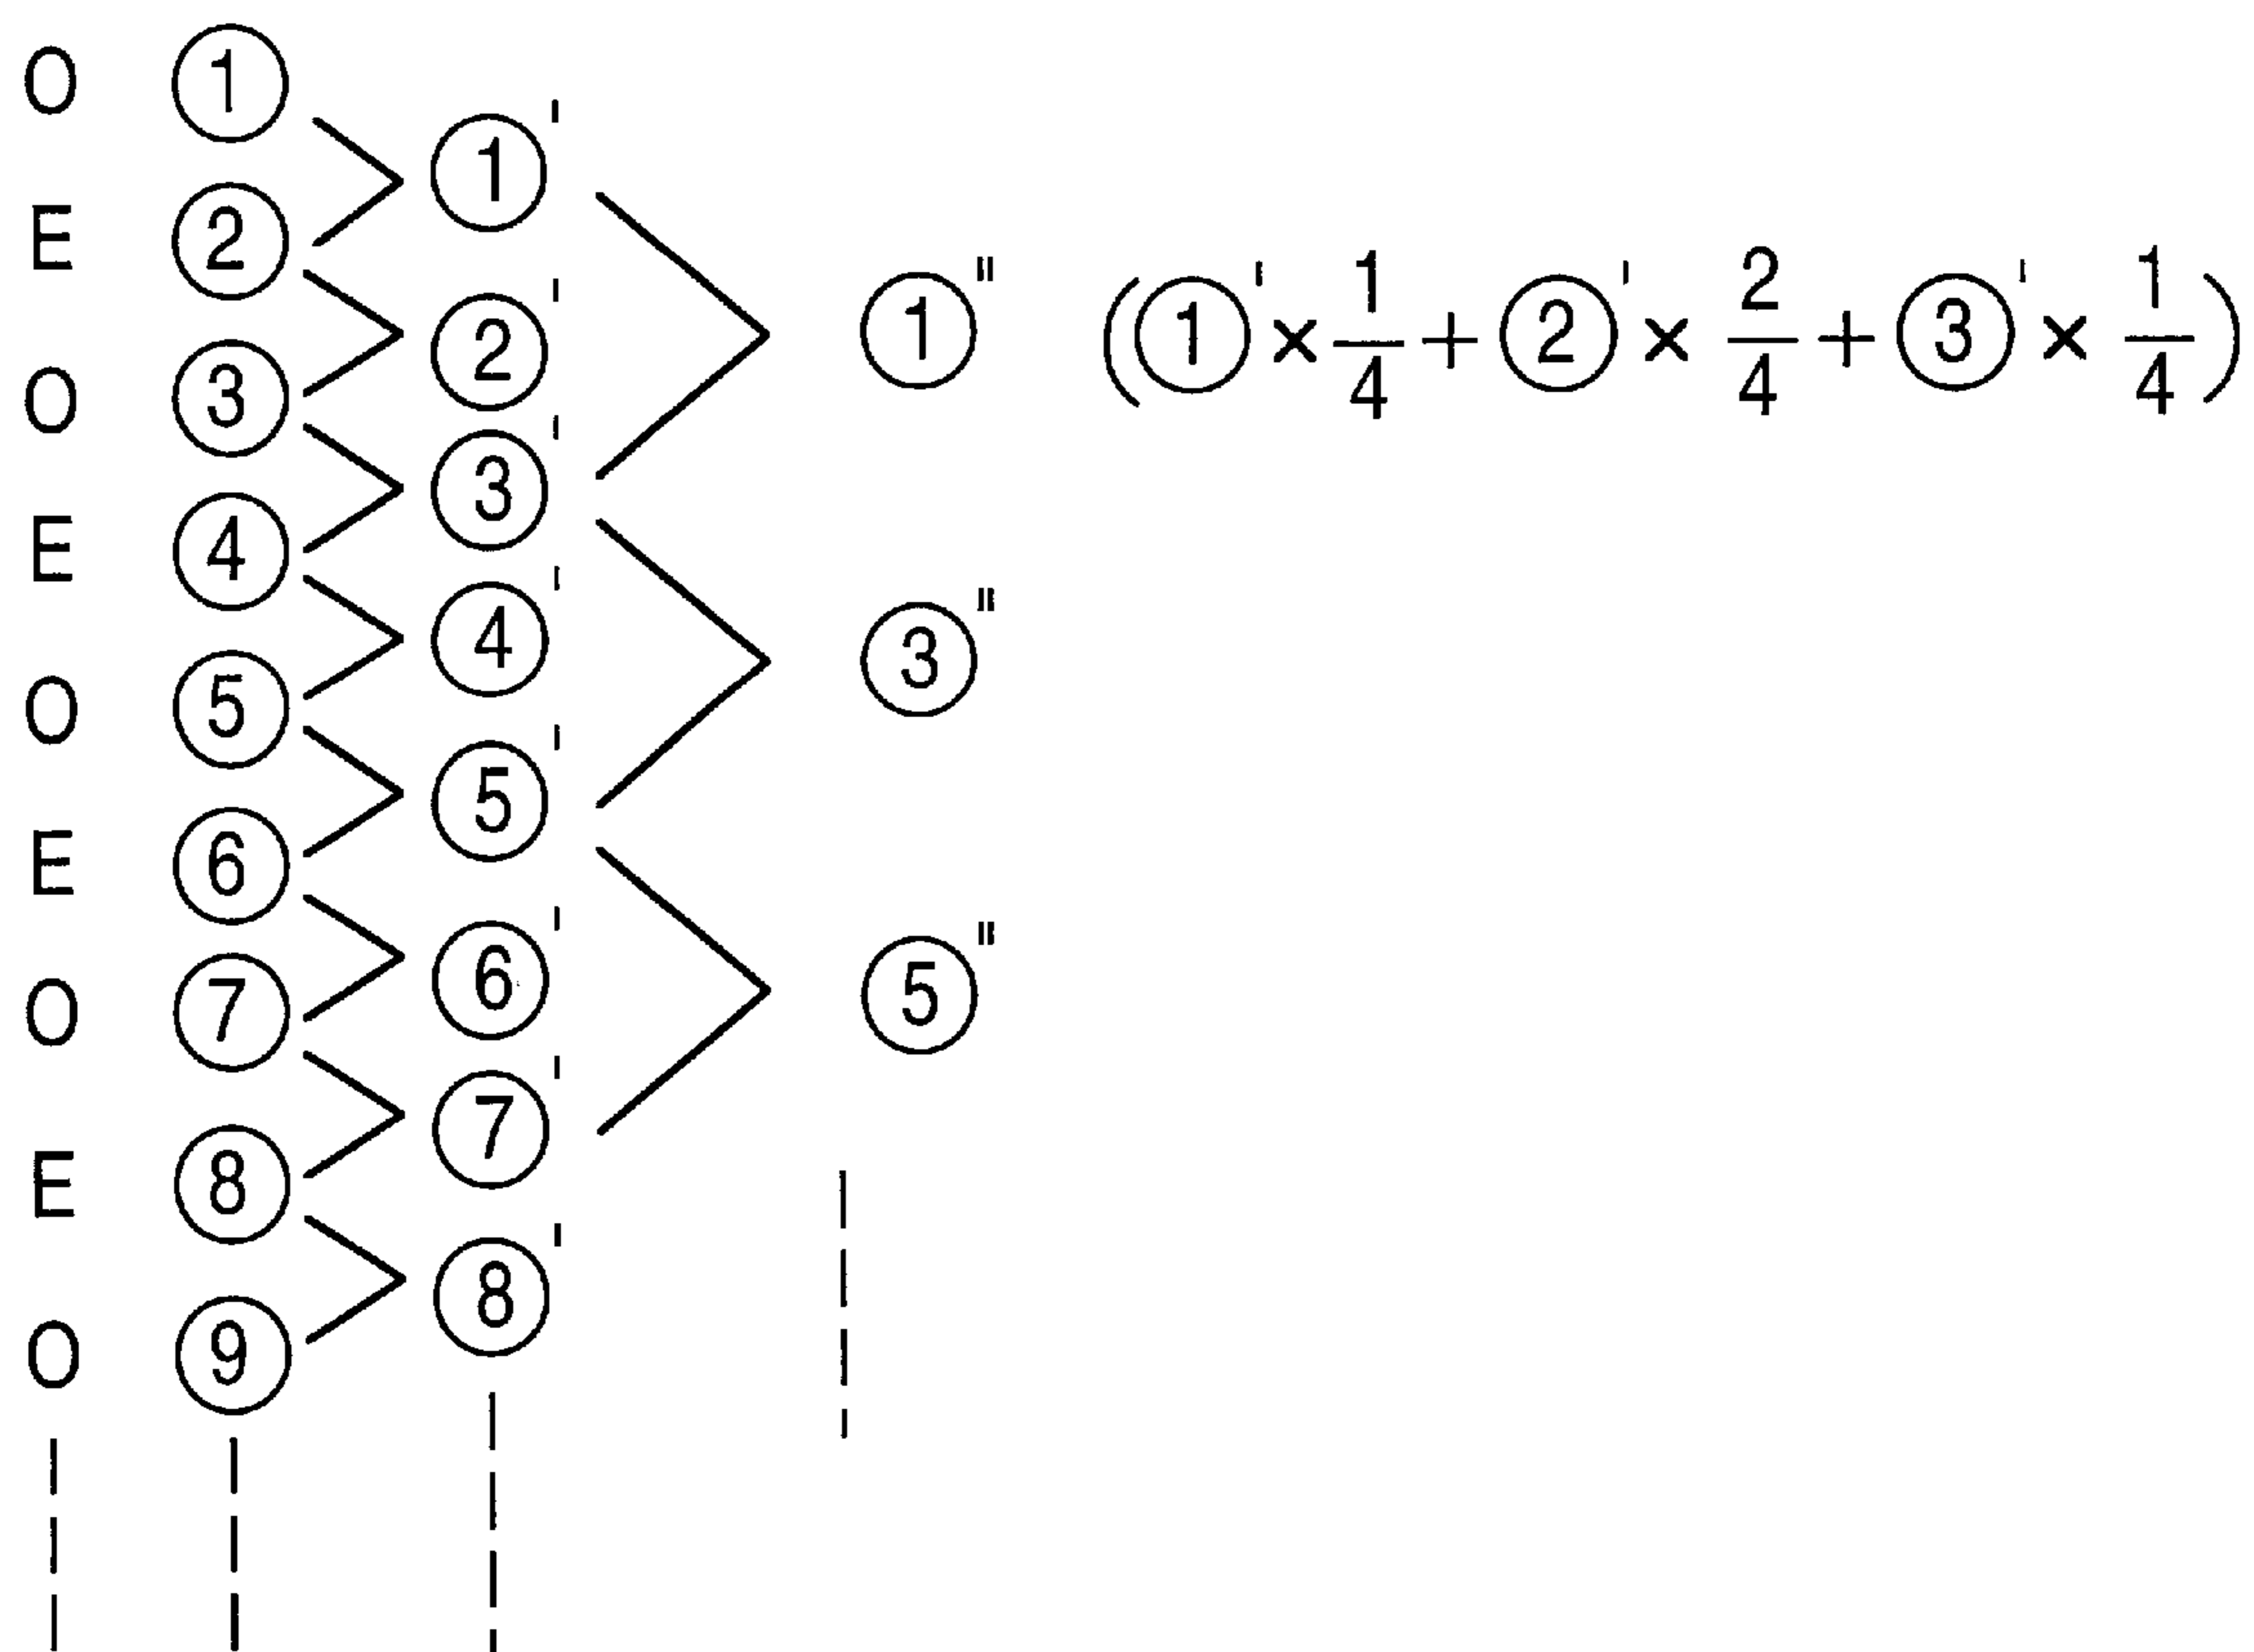 O ①
①'
E ②
①" (①' × 1/4 + ②' × 2/4 + ③' × 1/4)
②'
O ③
③'
E ④
④'
③"
O ⑤
⑤'
E ⑥
⑥'
⑤"
O ⑦
⑦'
E ⑧
⑧'
O ⑨